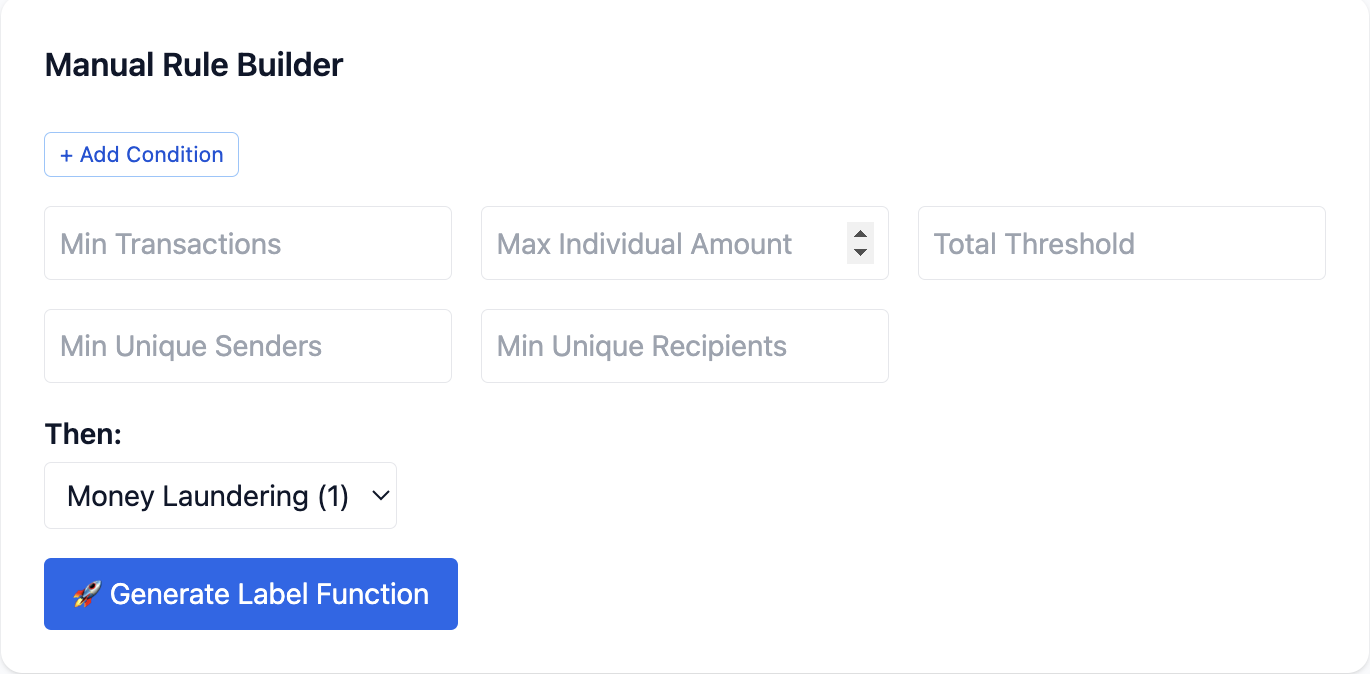 Manual Rule Builder
+ Add Condition
Min Transactions
Max Individual Amount
Total Threshold
Min Unique Senders
Min Unique Recipients
Then:
Money Laundering (1)
🚀 Generate Label Function